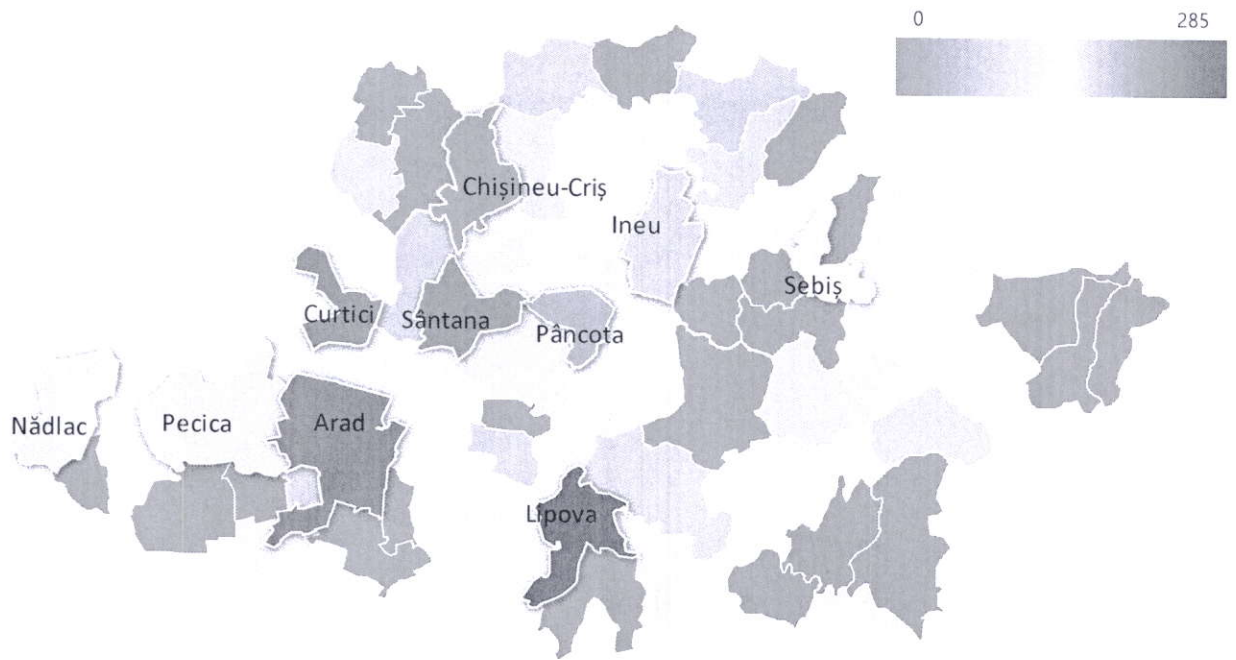 0 285
Chișineu-Criș
Ineu
Sebiș
Curtici
Sântana
Pâncota
Nădlac
Pecica
Arad
Lipova